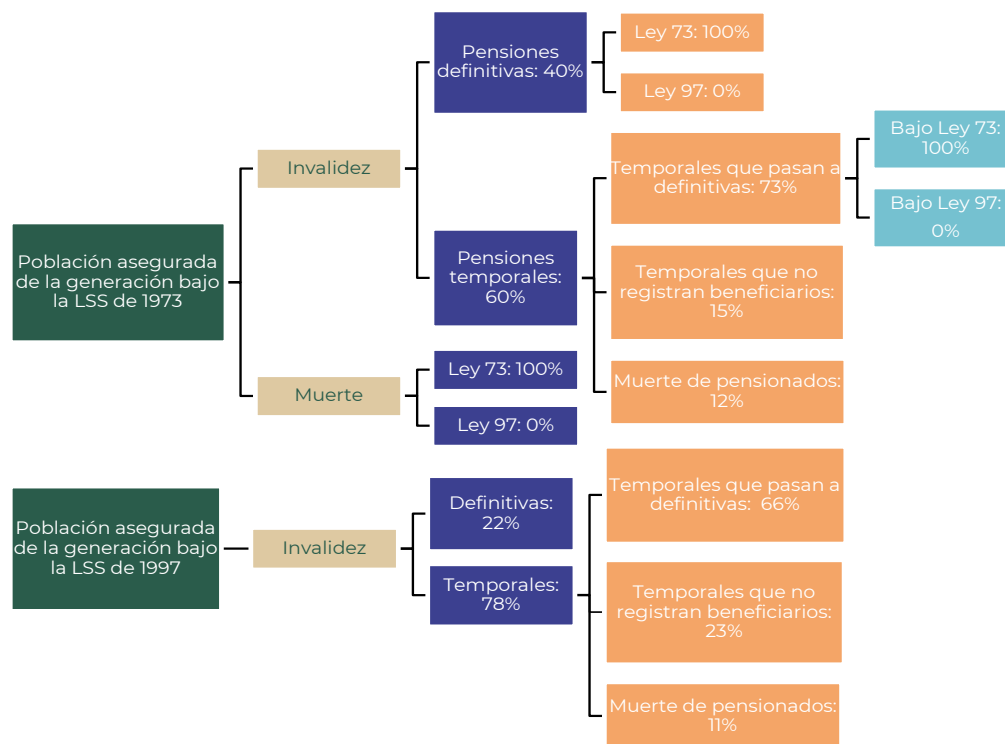 Población asegurada
de la generación bajo
la LSS de 1973
Invalidez
Pensiones
definitivas: 40%
Ley 73: 100%
Ley 97: 0%
Pensiones
temporales:
60%
Temporales que pasan a
definitivas: 73%
Bajo Ley 73:
100%
Bajo Ley 97:
0%
Temporales que no
registran beneficiarios:
15%
Muerte de pensionados:
12%
Muerte
Ley 73: 100%
Ley 97: 0%
Población asegurada
de la generación bajo
la LSS de 1997
Invalidez
Definitivas:
22%
Temporales:
78%
Temporales que pasan a
definitivas: 66%
Temporales que no
registran beneficiarios:
23%
Muerte de pensionados:
11%